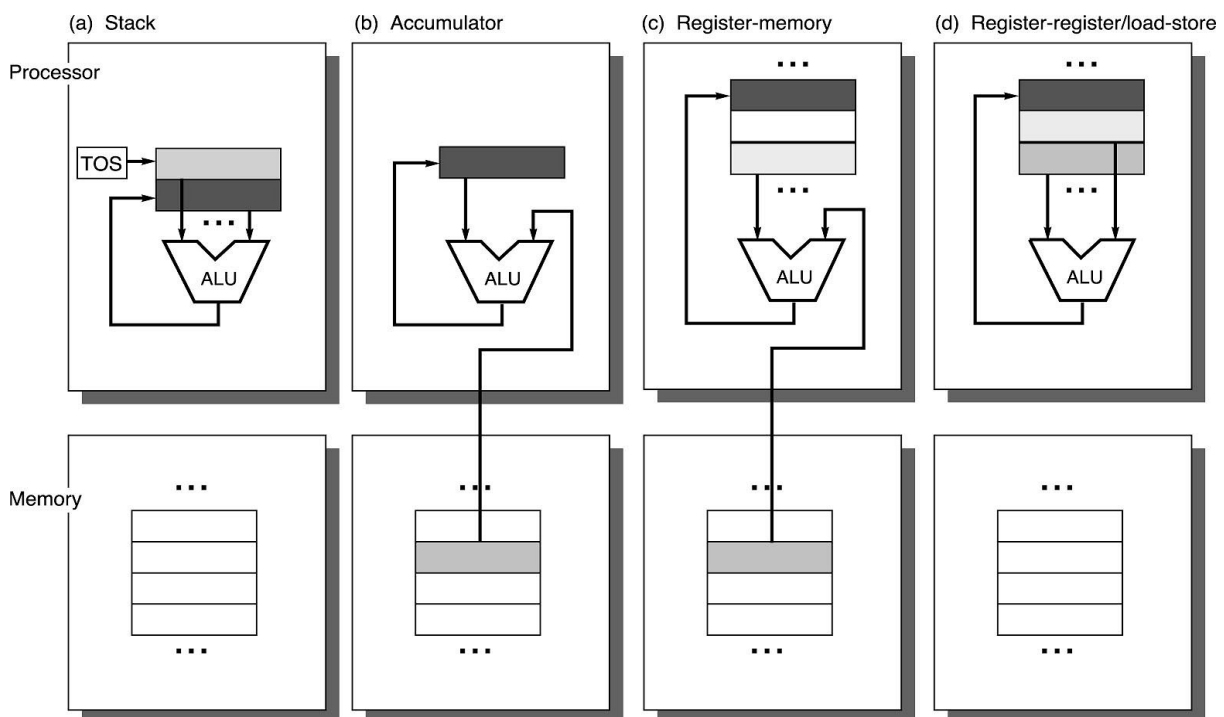 (a) Stack
(b) Accumulator
(c) Register-memory
(d) Register-register/load-store
Processor
...
...
TOS
...
...
...
ALU
ALU
ALU
ALU
Memory
...
...
...
...
...
...
...
...